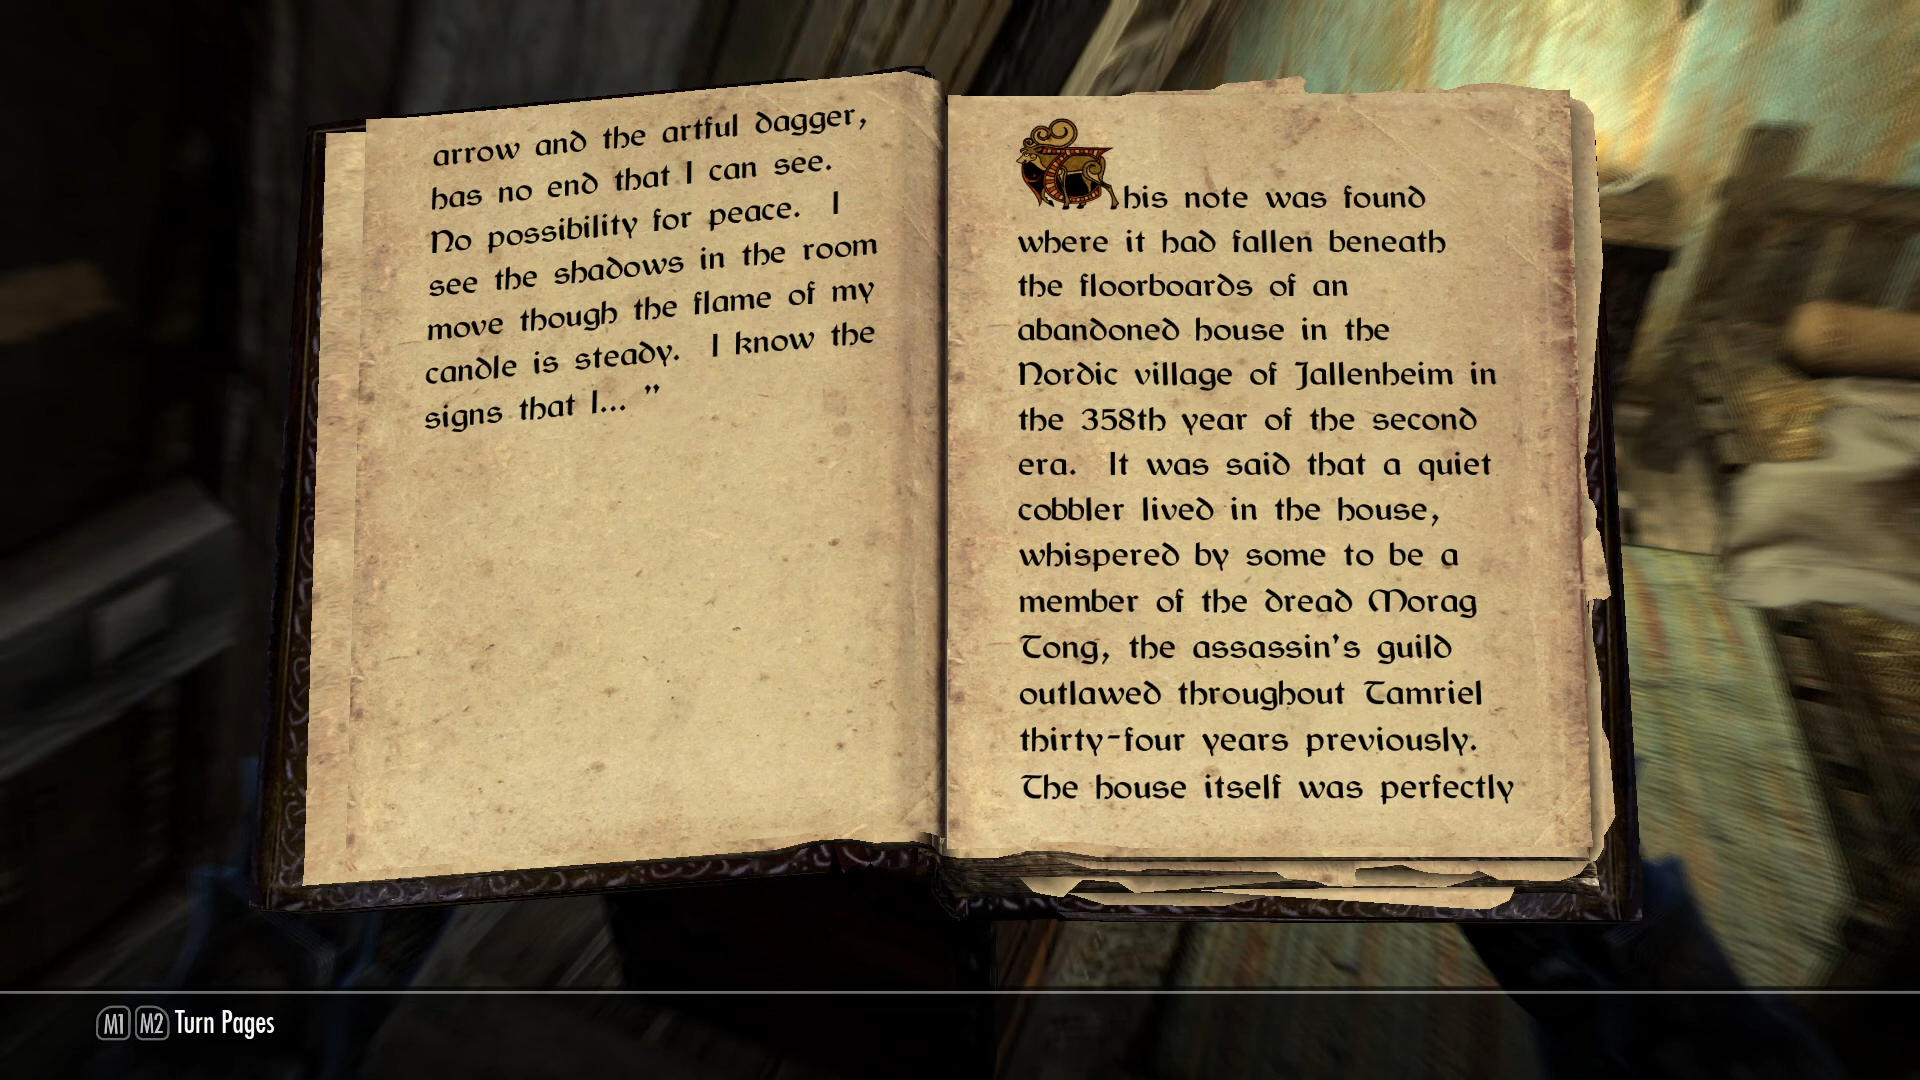 arrow and the artful dagger,
has no end that I can see.
No possibility for peace. I
see the shadows in the room
move though the flame of my
candle is steady. I know the
signs that I... "
This note was found
where it had fallen beneath
the floorboards of an
abandoned house in the
Nordic village of Jallenheim in
the 358th year of the second
era. It was said that a quiet
cobbler lived in the house,
whispered by some to be a
member of the dread Morag
Tong, the assassin's guild
outlawed throughout Tamriel
thirty-four years previously.
The house itself was perfectly
M1 M2 Turn Pages